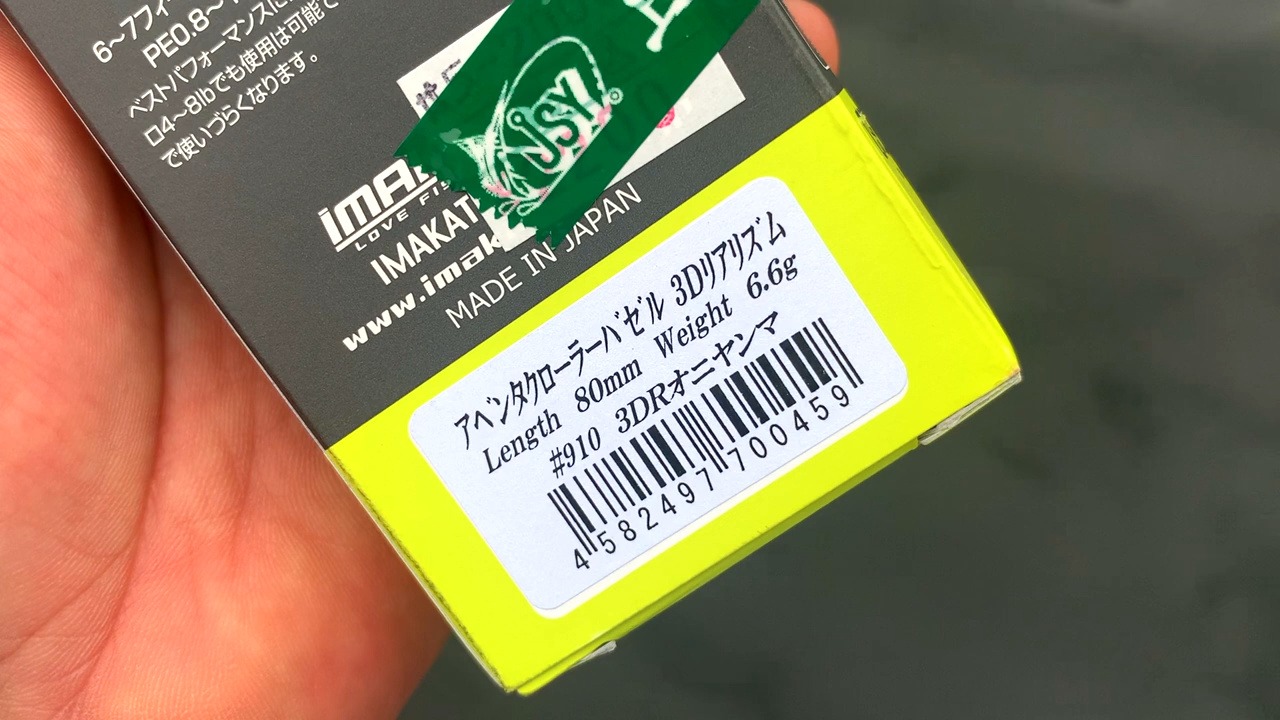 6〜7フィー
PE0.8〜1
ベストパフォーマンスに
ロ4〜8lbでも使用は可能で
で使いづらくなります。
JSY
LOVE FIS
IMAKAT
www.imak
MADE IN JAPAN
アベンタクローラーバゼル 3Dリアリズム
Length 80mm Weight 6.6g
#910 3DRオニヤンマ
4582497700459